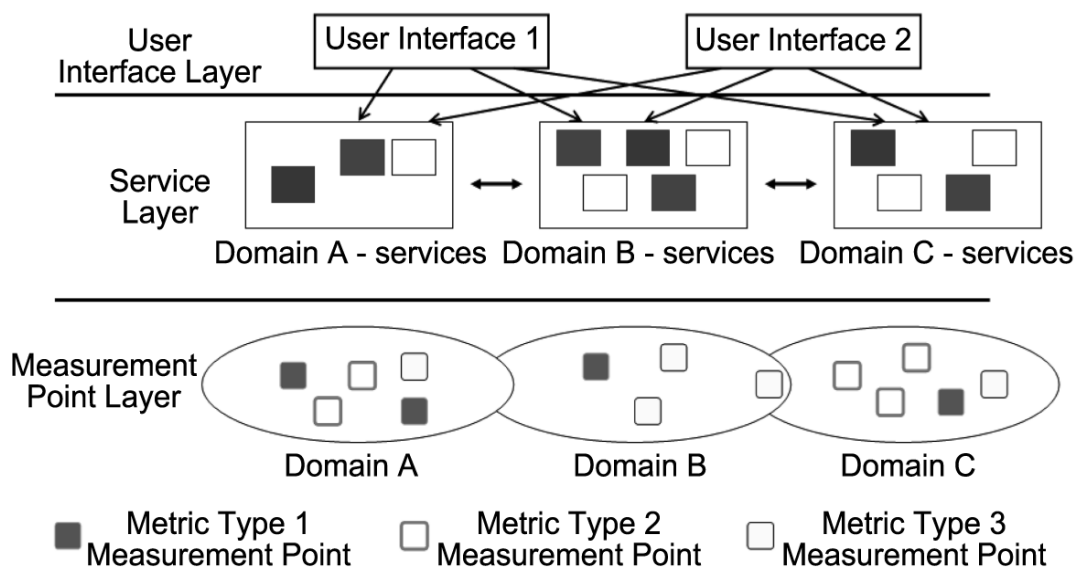 User
Interface Layer
User Interface 1
User Interface 2
Service
Layer
Domain A - services
Domain B - services
Domain C - services
Measurement
Point Layer
Domain A
Domain B
Domain C
Metric Type 1
Measurement Point
Metric Type 2
Measurement Point
Metric Type 3
Measurement Point